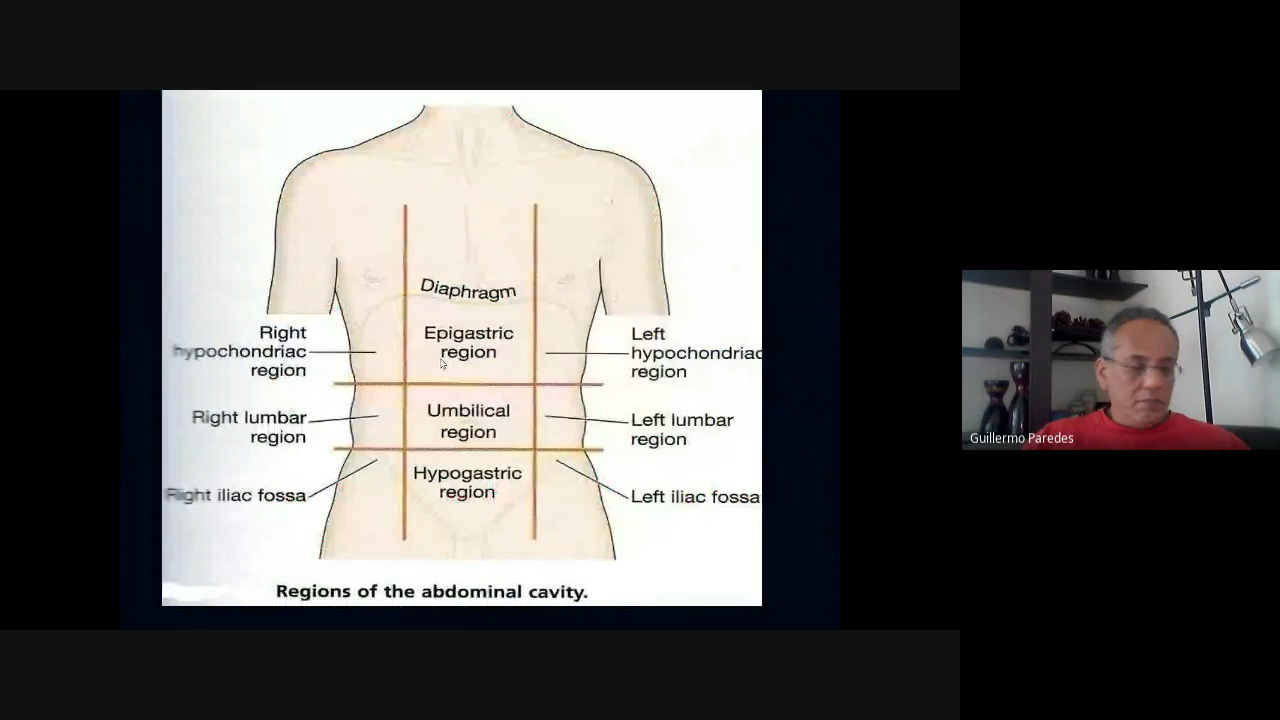 Diaphragm
Right
hypochondriac
region
Epigastric
region
Left
hypochondriac
region
Right lumbar
region
Umbilical
region
Left lumbar
region
Right iliac fossa
Hypogastric
region
Left iliac fossa
Regions of the abdominal cavity.
Guillermo Paredes